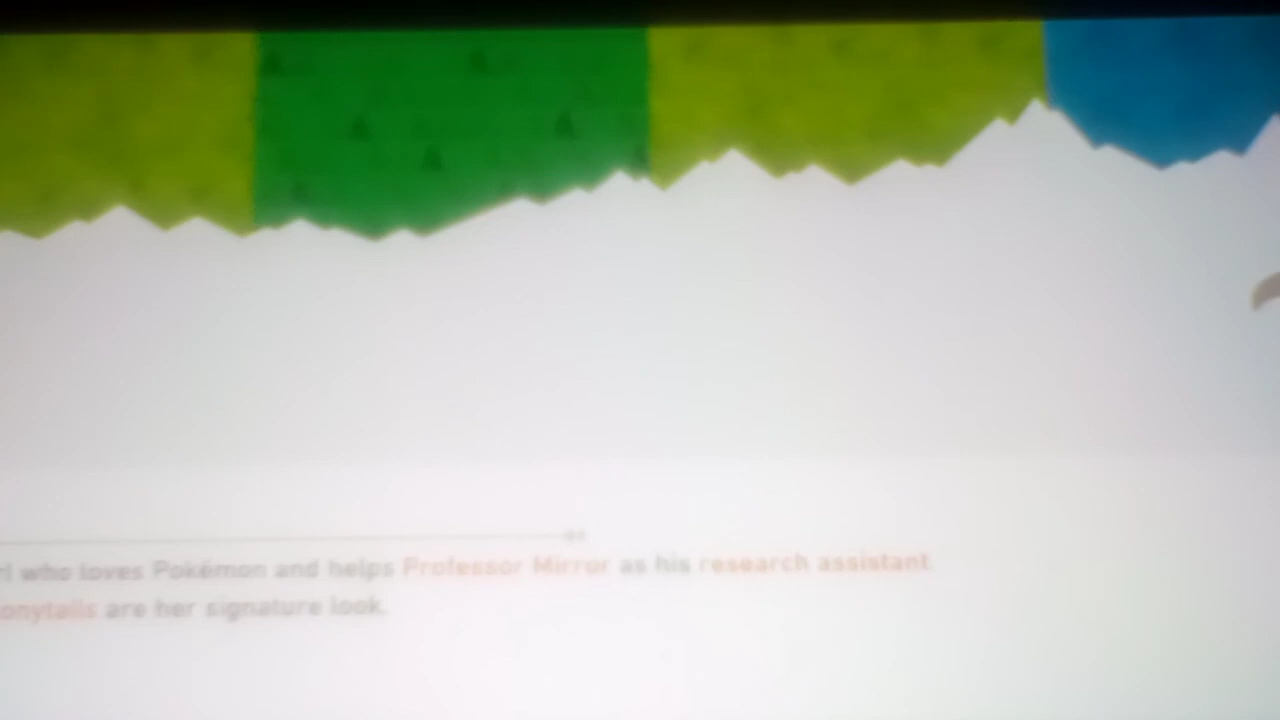 who loves Pokémon and helps Professor Mirror as his research assistant
are her signature look.